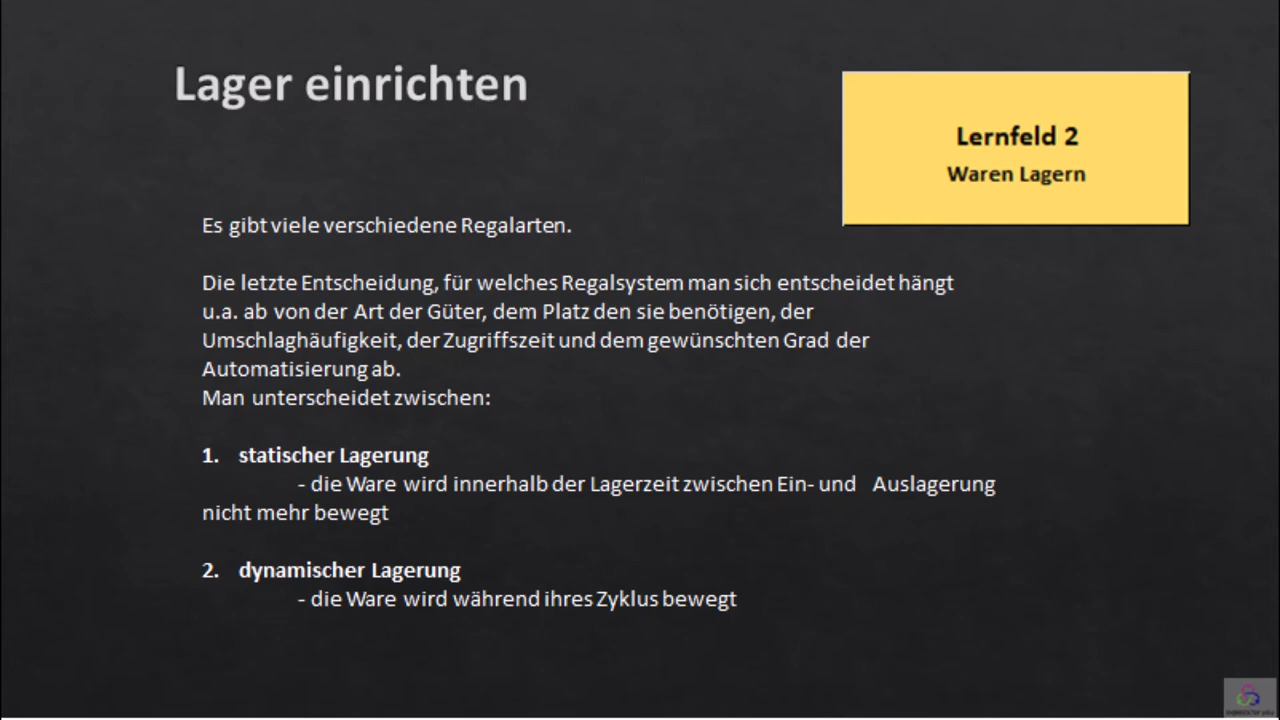 Lager einrichten
Lernfeld 2
Waren Lagern
Es gibt viele verschiedene Regalarten.
Die letzte Entscheidung, für welches Regalsystem man sich entscheidet hängt
u.a. ab von der Art der Güter, dem Platz den sie benötigen, der
Umschlaghäufigkeit, der Zugriffszeit und dem gewünschten Grad der
Automatisierung ab.
Man unterscheidet zwischen:
1. statischer Lagerung
- die Ware wird innerhalb der Lagerzeit zwischen Ein- und Auslagerung
nicht mehr bewegt
2. dynamischer Lagerung
- die Ware wird während ihres Zyklus bewegt